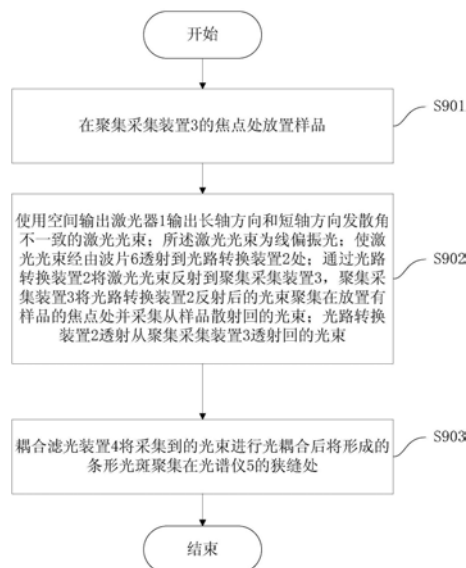 开始
在聚集采集装置3的焦点处放置样品
S901
使用空间输出激光器1输出长轴方向和短轴方向发散角
不一致的激光光束；所述激光光束为线偏振光；使激
光光束经由波片6透射到光路转换装置2处；通过光路
转换装置2将激光光束反射到聚集采集装置3，聚集采
集装置3将光路转换装置2反射后的光束聚集在放置有
样品的焦点处并采集从样品散射回的光束；光路转换
装置2透射从聚集采集装置3透射回的光束
S902
耦合滤光装置4将采集到的光束进行光耦合后将形成的
条形光斑聚集在光谱仪5的狭缝处
S903
结束